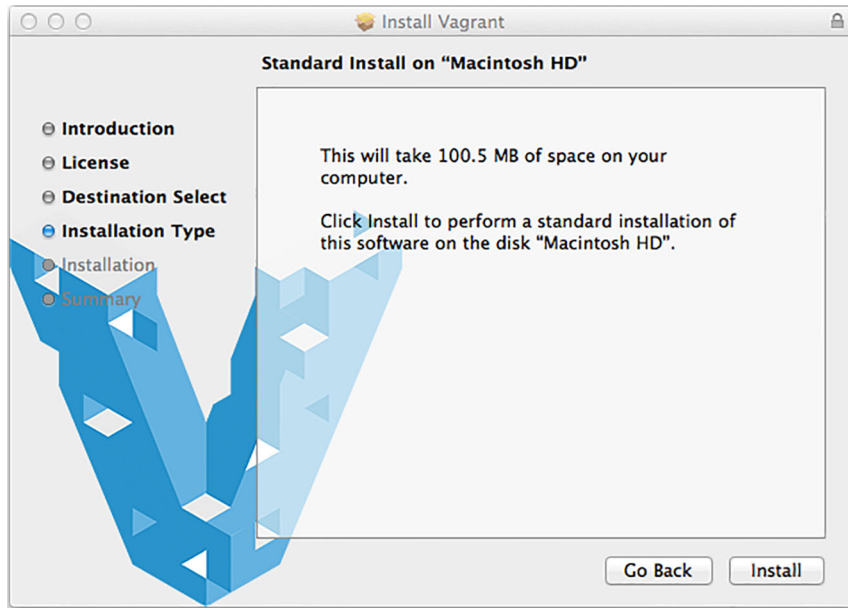 Install Vagrant
Standard Install on “Macintosh HD”
Introduction
License
Destination Select
Installation Type
Installation
Summary
This will take 100.5 MB of space on your
computer.
Click Install to perform a standard installation of
this software on the disk “Macintosh HD”.
Go Back
Install